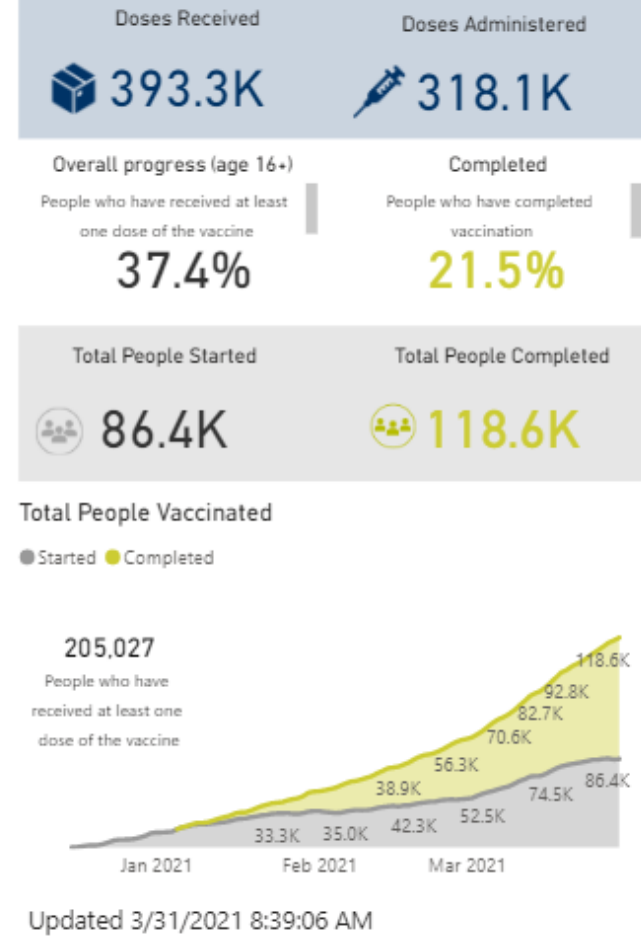 Doses Received
Doses Administered
393.3K
318.1K
Overall progress (age 16+)
Completed
People who have received at least
one dose of the vaccine
People who have completed
vaccination
37.4%
21.5%
Total People Started
Total People Completed
86.4K
118.6K
Total People Vaccinated
Started
Completed
205,027
People who have
received at least one
dose of the vaccine
118.6K
92.8K
82.7K
70.6K
56.3K
38.9K
33.3K
35.0K
42.3K
52.5K
74.5K
86.4K
Jan 2021
Feb 2021
Mar 2021
Updated 3/31/2021 8:39:06 AM